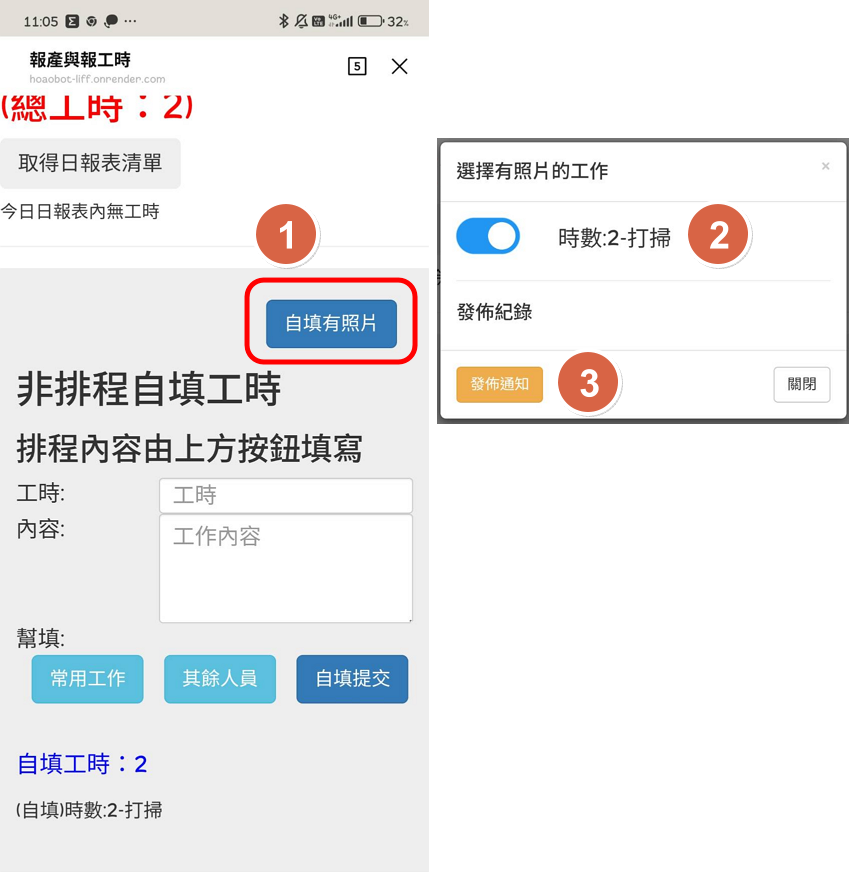 11:05
4G+
32%
報產與報工時
hoaobot-liff.onrender.com
5
(總工時：2)
取得日報表清單
今日日報表內無工時
1
自填有照片
非排程自填工時
排程內容由上方按鈕填寫
工時:
工時
內容:
工作內容
幫填:
常用工作
其餘人員
自填提交
自填工時：2
(自填)時數:2-打掃
選擇有照片的工作
×
時數:2-打掃
2
發佈紀錄
發佈通知
3
關閉